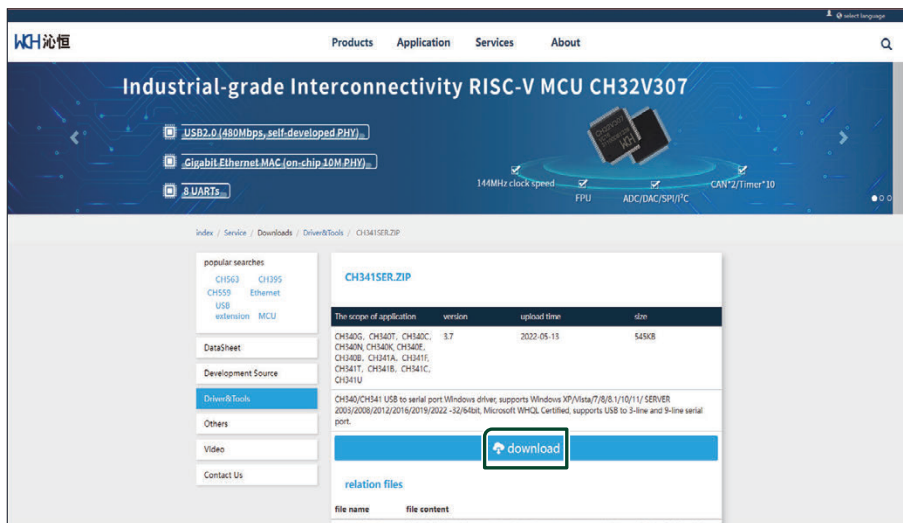 select language
WCH沁恒
Products Application Services About
Industrial-grade Interconnectivity RISC-V MCU CH32V307
USB2.0 (480Mbps, self-developed PHY)
Gigabit Ethernet MAC (on-chip 10M PHY)
8 UARTs
CH32V307
WCH
144MHz clock speed
FPU
ADC/DAC/SPI/I²C
CAN*2/Timer*10
index / Service / Downloads / Driver&Tools / CH341SER.ZIP
popular searches
CH563 CH395
CH559 Ethernet
USB
extension MCU
DataSheet
Development Source
Driver&Tools
Others
Video
Contact Us
CH341SER.ZIP
The scope of application version upload time size
CH340G, CH340T, CH340C, 3.7 2022-05-13 545KB
CH340N, CH340K, CH340E,
CH340B, CH341A, CH341F,
CH341T, CH341B, CH341C,
CH341U
CH340/CH341 USB to serial port Windows driver, supports Windows XP/Vista/7/8/8.1/10/11/ SERVER
2003/2008/2012/2016/2019/2022 -32/64bit, Microsoft WHQL Certified, supports USB to 3-line and 9-line serial
port.
download
relation files
file name file content